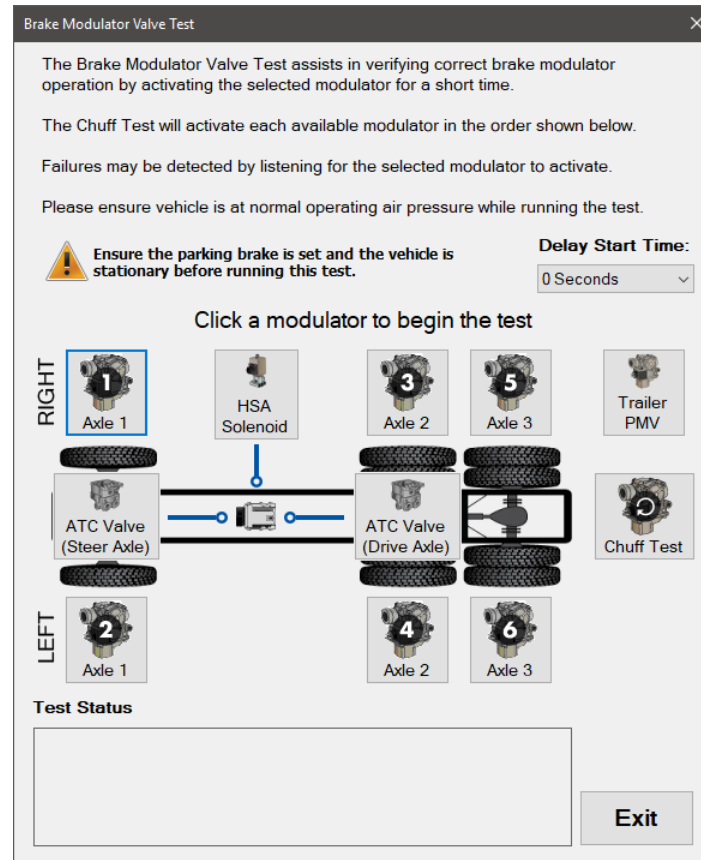 Brake Modulator Valve Test
The Brake Modulator Valve Test assists in verifying correct brake modulator
operation by activating the selected modulator for a short time.
The Chuff Test will activate each available modulator in the order shown below.
Failures may be detected by listening for the selected modulator to activate.
Please ensure vehicle is at normal operating air pressure while running the test.
Ensure the parking brake is set and the vehicle is
stationary before running this test.
Delay Start Time:
0 Seconds
Click a modulator to begin the test
RIGHT
1
Axle 1
HSA
Solenoid
3
Axle 2
5
Axle 3
Trailer
PMV
ATC Valve
(Steer Axle)
ATC Valve
(Drive Axle)
Chuff Test
LEFT
2
Axle 1
4
Axle 2
6
Axle 3
Test Status
Exit